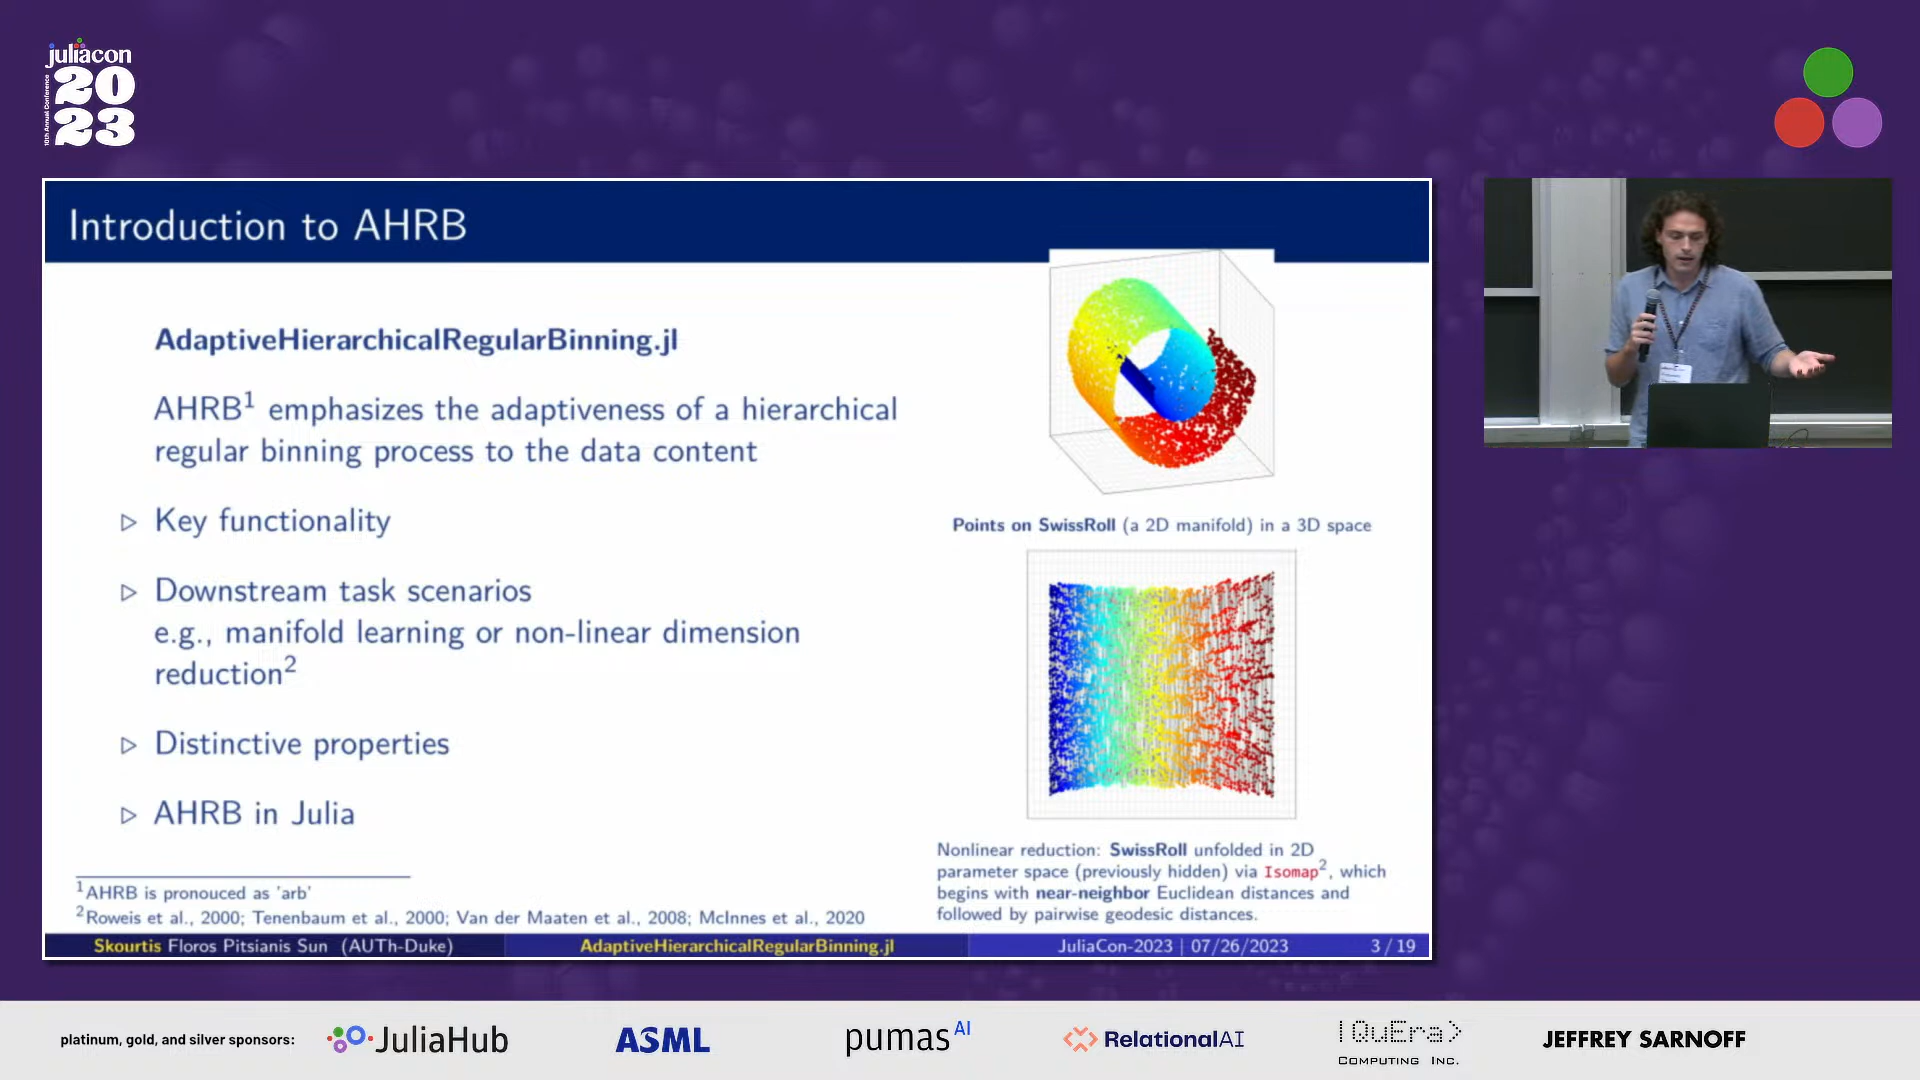 juliacon
20
23
10th Annual Conference
Introduction to AHRB
AdaptiveHierarchicalRegularBinning.jl
AHRB1 emphasizes the adaptiveness of a hierarchical
regular binning process to the data content
▷ Key functionality
▷ Downstream task scenarios
e.g., manifold learning or non-linear dimension
reduction2
▷ Distinctive properties
▷ AHRB in Julia
1AHRB is pronouced as 'arb'
2Roweis et al., 2000; Tenenbaum et al., 2000; Van der Maaten et al., 2008; McInnes et al., 2020
Points on SwissRoll (a 2D manifold) in a 3D space
Nonlinear reduction: SwissRoll unfolded in 2D
parameter space (previously hidden) via Isomap2, which
begins with near-neighbor Euclidean distances and
followed by pairwise geodesic distances.
Skourtis Floros Pitsianis Sun (AUTh-Duke) AdaptiveHierarchicalRegularBinning.jl JuliaCon-2023 | 07/26/2023 3 / 19
platinum, gold, and silver sponsors: JuliaHub ASML pumasAI RelationalAI |QuEra> JEFFREY SARNOFF
COMPUTING INC.